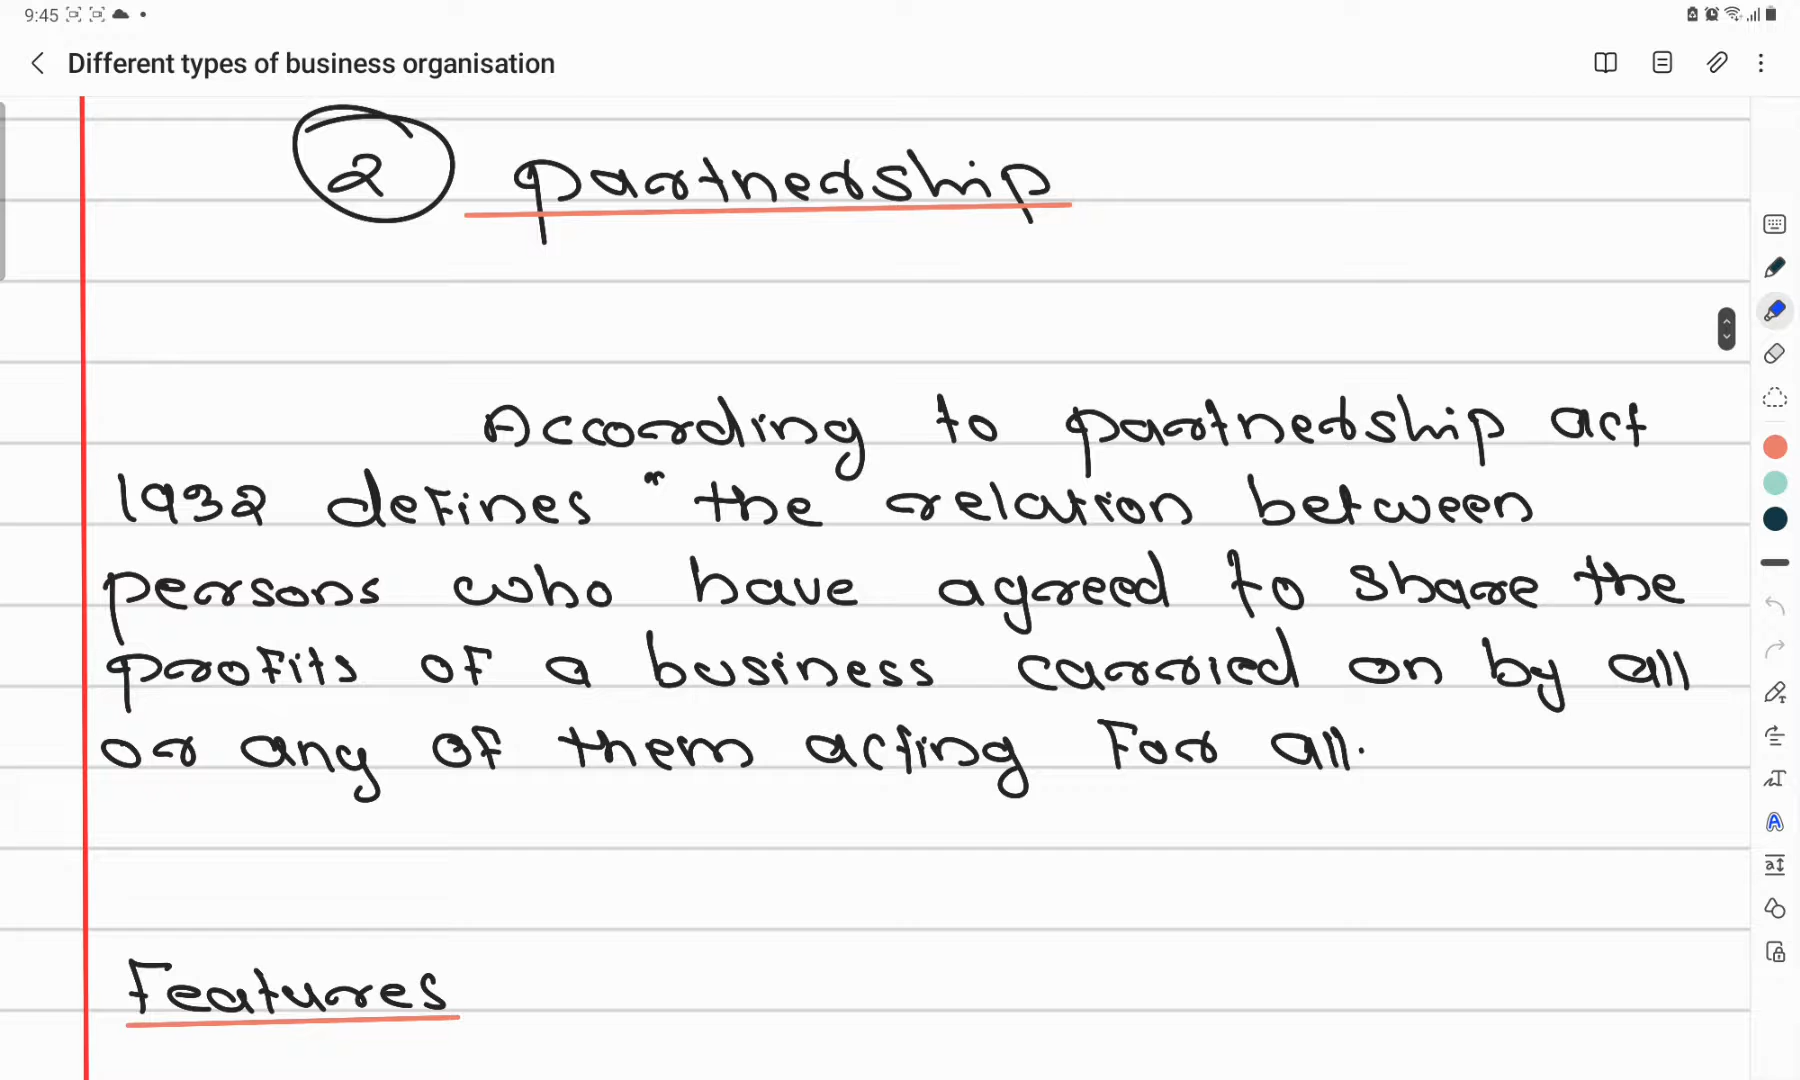 9:45
Different types of business organisation
2 Partnership
According to partnership act
1932 defines " the relation between
persons who have agreed to share the
profits of a business carried on by all
or any of them acting For all.
Features